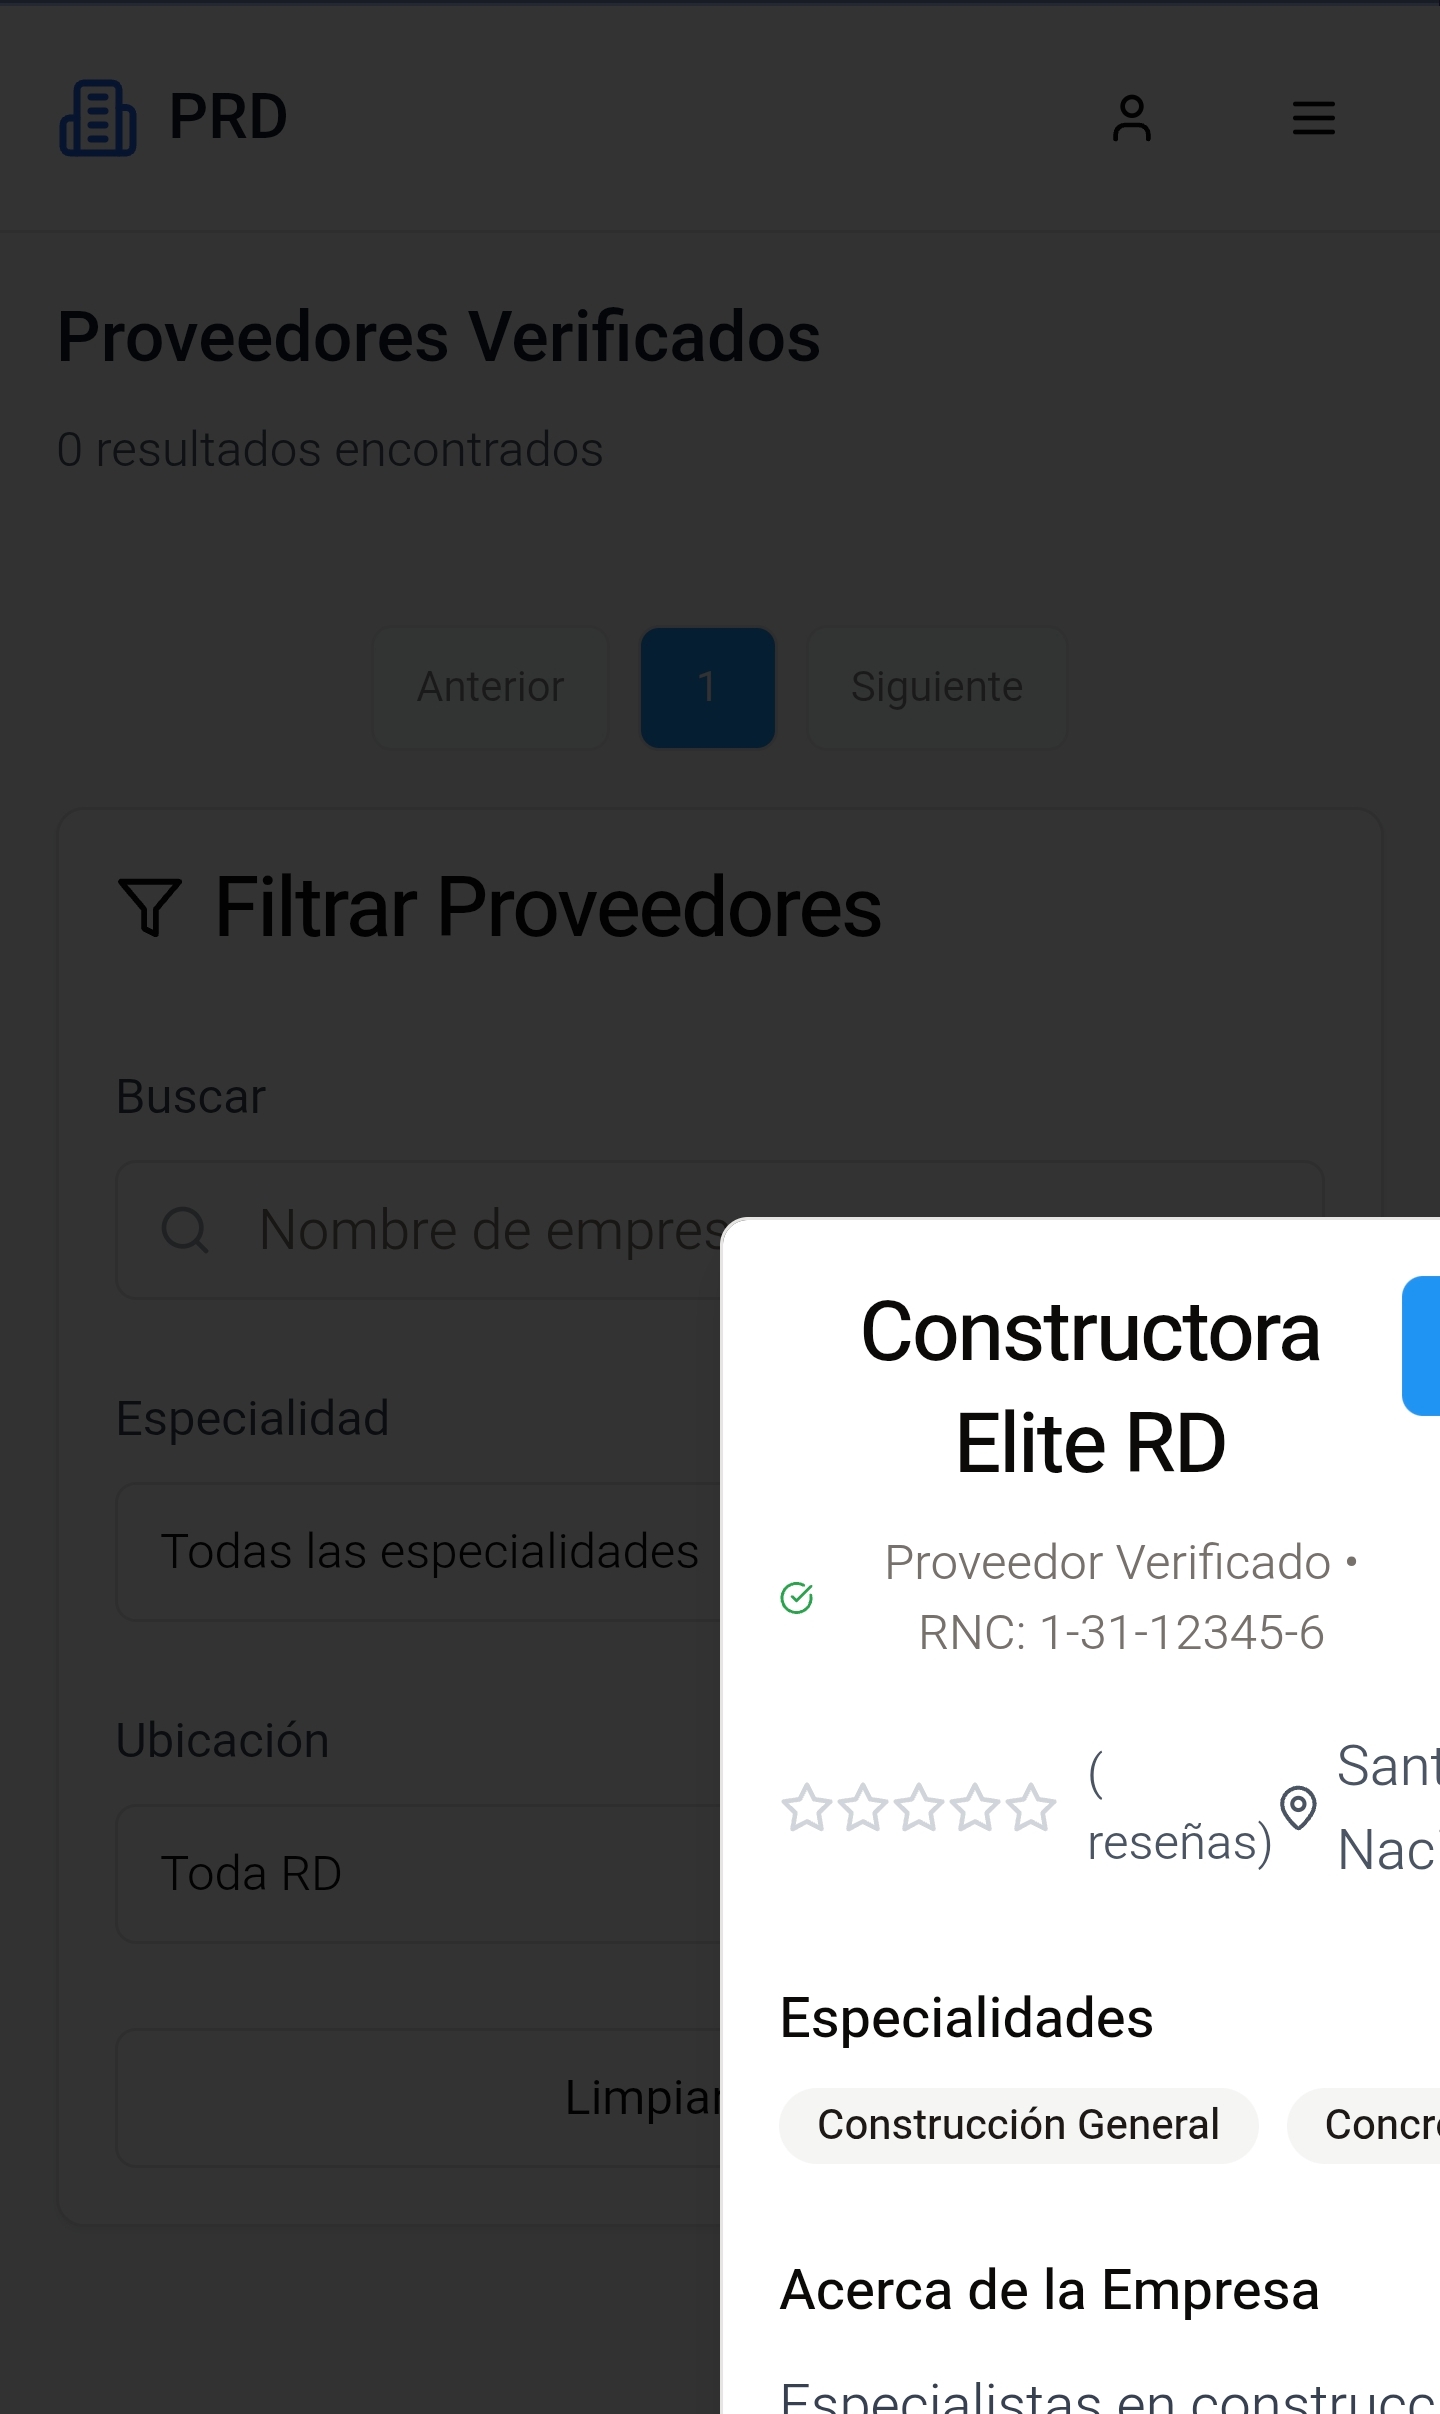 PRD
Proveedores Verificados
0 resultados encontrados
Anterior
1
Siguiente
Filtrar Proveedores
Buscar
Nombre de empres
Especialidad
Todas las especialidades
Ubicación
Toda RD
Limpiar
Constructora
Elite RD
Proveedor Verificado •
RNC: 1-31-12345-6
(
reseñas)
Sant
Naci
Especialidades
Construcción General
Concre
Acerca de la Empresa
Especialistas en construcc